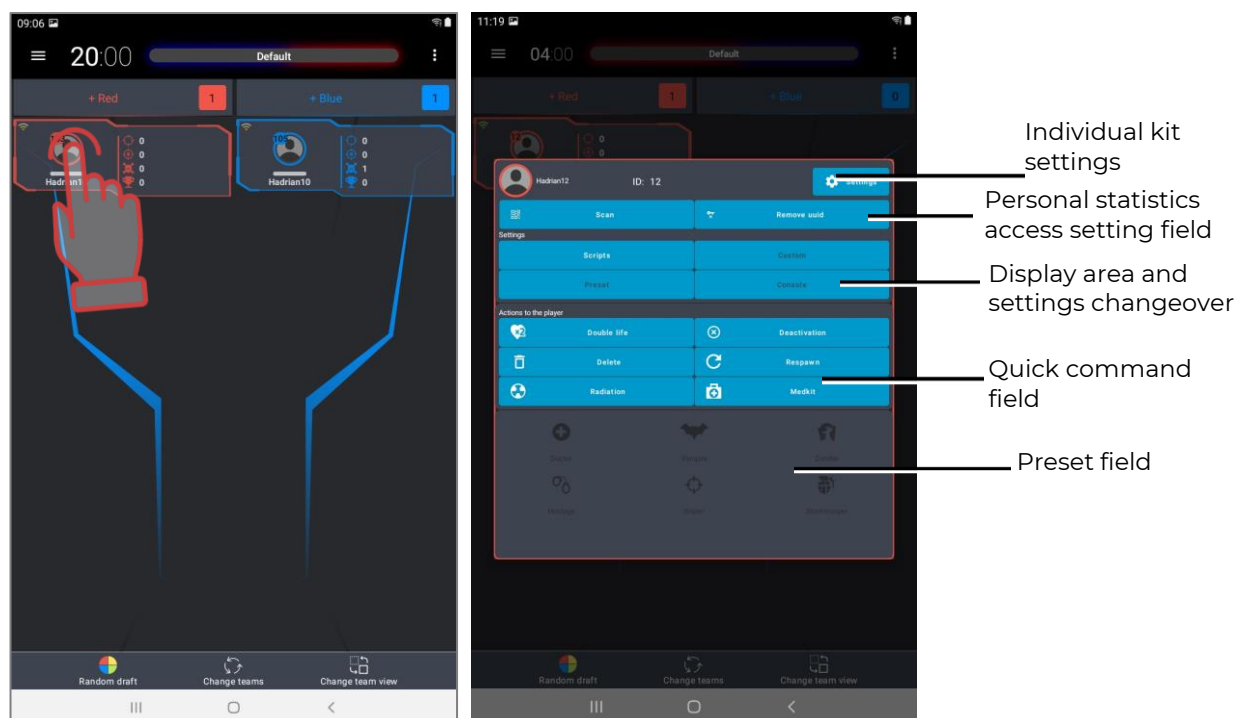 09:06
20:00
Default
+ Red
1
+ Blue
1
0
0
0
0
0
0
1
0
Hadrian10
Random draft
Change teams
Change team view
11:19
04:00
Default
+ Red
1
+ Blue
0
12
0
0
Hadrian12
ID: 12
Settings
Scan
Remove uuid
Settings
Scripts
Custom
Preset
Console
Actions to the player
x2
Double life
Deactivation
Delete
Respawn
Radiation
Medkit
Random draft
Change teams
Change team view
Individual kit
settings
Personal statistics
access setting field
Display area and
settings changeover
Quick command
field
Preset field